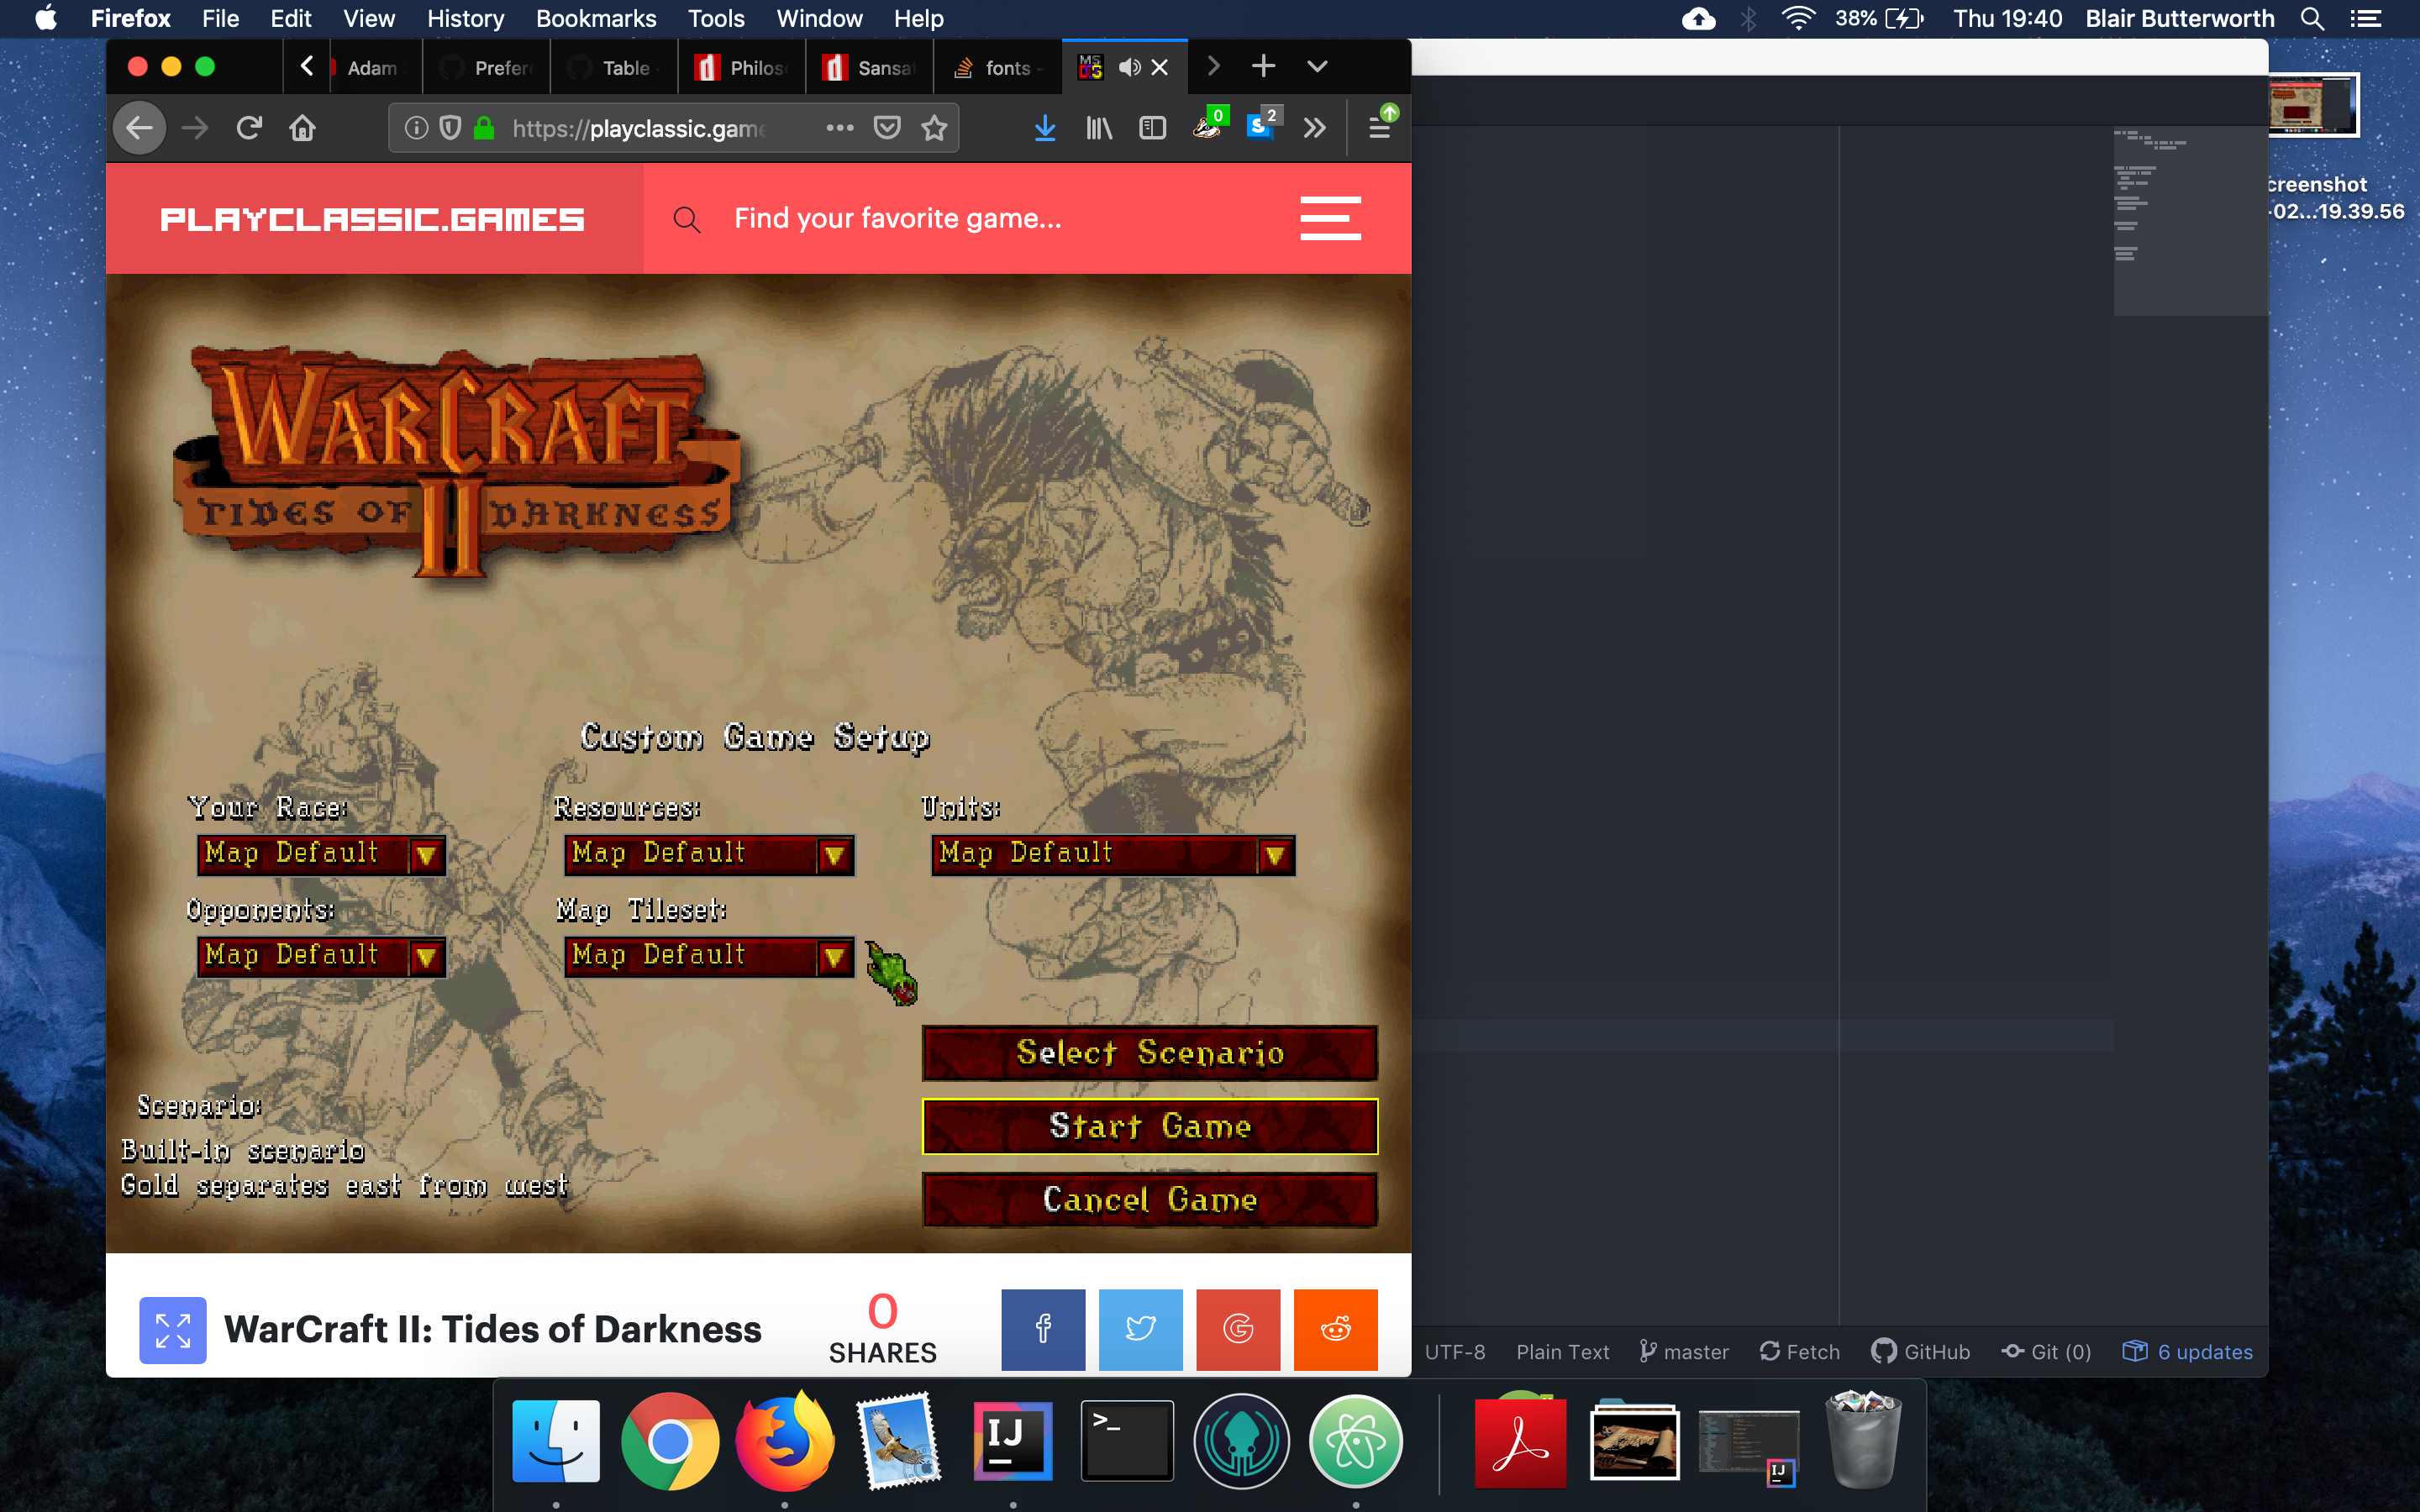 Firefox File Edit View History Bookmarks Tools Window Help 38% Thu 19:40 Blair Butterworth
Adam Prefer Table Philos Sansat fonts -
https://playclassic.game 0 2
creenshot
-02...19.39.56
PLAYCLASSIC.GAMES Find your favorite game...
WARCRAFT
II
TIDES OF DARKNESS
Custom Game Setup
Your Race: Resources: Units:
Map Default Map Default Map Default
Opponents: Map Tileset:
Map Default Map Default
Select Scenario
Scenario:
Start Game
Built-in scenario
Gold separates east from west
Cancel Game
WarCraft II: Tides of Darkness 0
SHARES
UTF-8 Plain Text master Fetch GitHub Git (0) 6 updates
IJ
>_
IJ